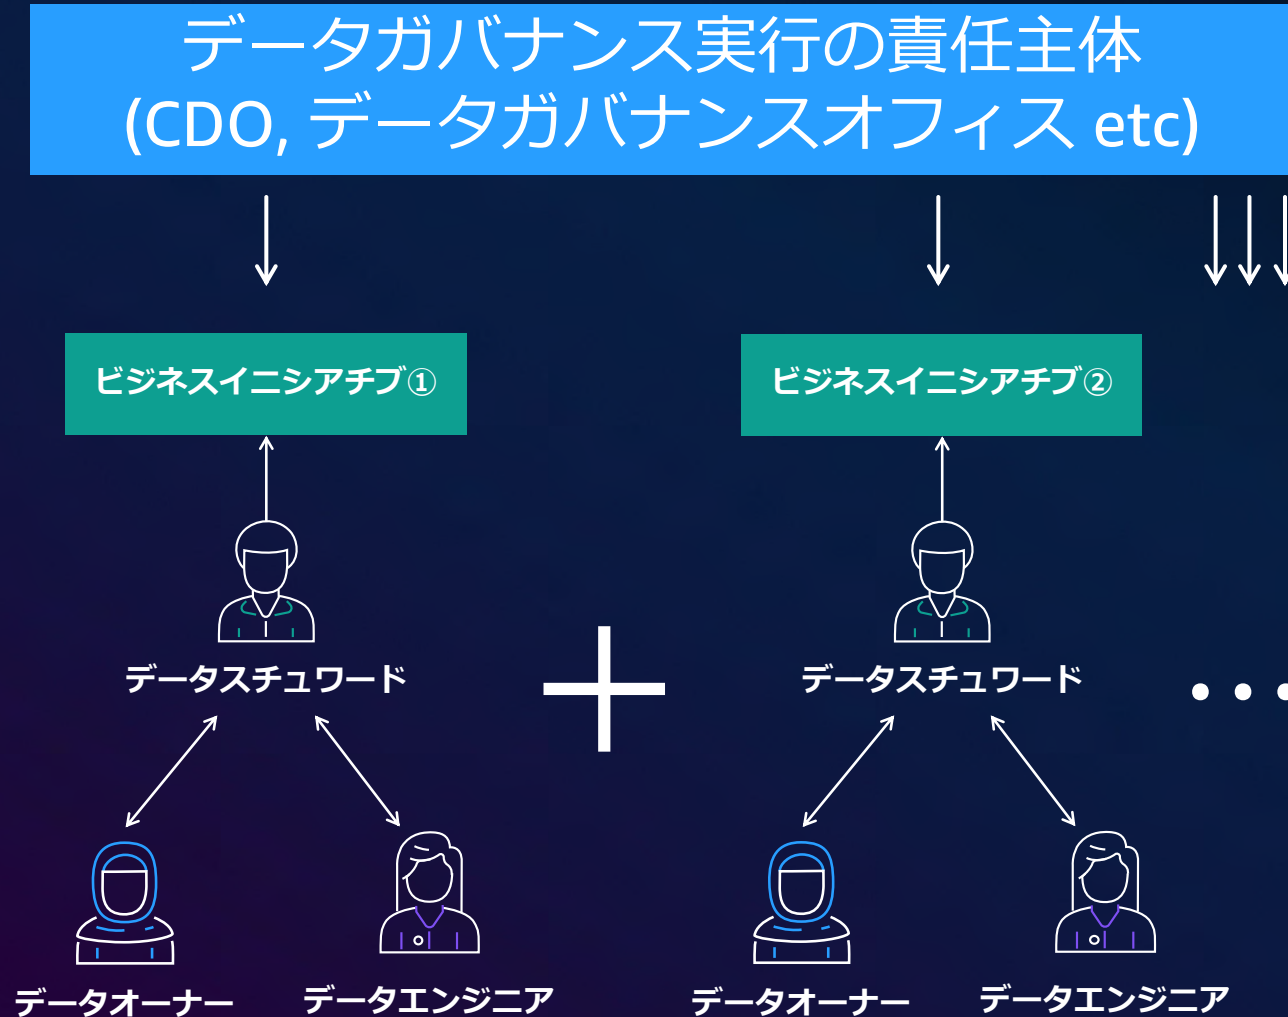 データガバナンス実行の責任主体
(CDO, データガバナンスオフィス etc)
ビジネスイニシアチブ①
ビジネスイニシアチブ②
データスチュワード
データスチュワード
・・・
データオーナー
データエンジニア
データオーナー
データエンジニア